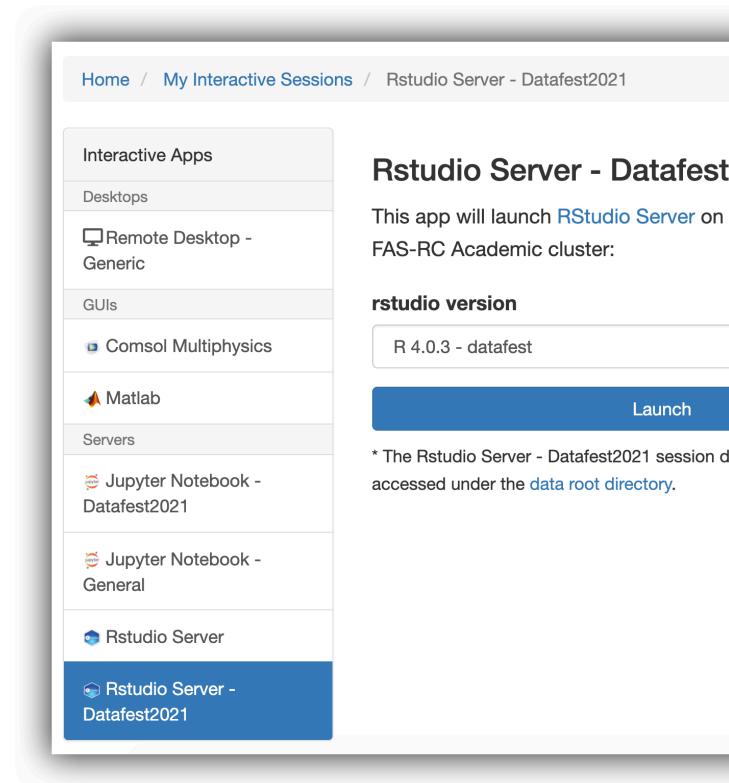 Home / My Interactive Sessions / Rstudio Server - Datafest2021
Interactive Apps
Desktops
Remote Desktop -
Generic
GUIs
Comsol Multiphysics
Matlab
Servers
Jupyter Notebook -
Datafest2021
Jupyter Notebook -
General
Rstudio Server
Rstudio Server -
Datafest2021
Rstudio Server - Datafest
This app will launch RStudio Server on
FAS-RC Academic cluster:
rstudio version
R 4.0.3 - datafest
Launch
* The Rstudio Server - Datafest2021 session d
accessed under the data root directory.